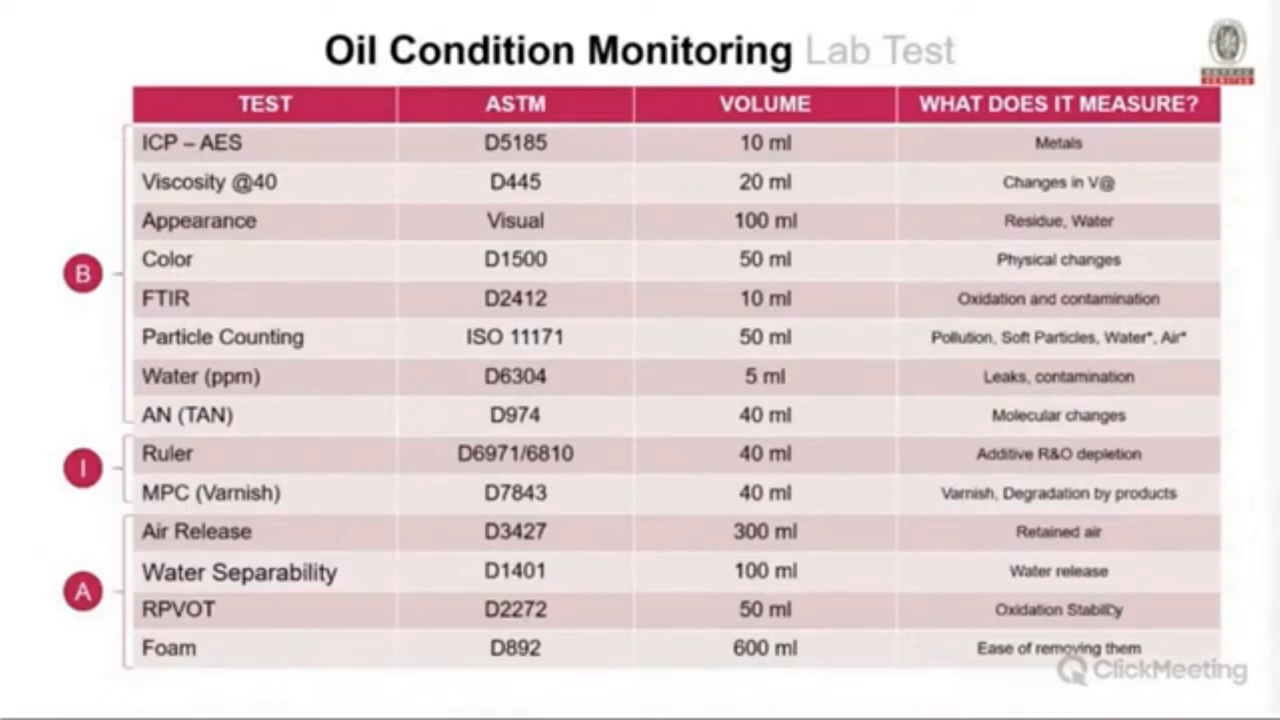 Oil Condition Monitoring Lab Test
TEST ASTM VOLUME WHAT DOES IT MEASURE?
ICP – AES D5185 10 ml Metals
Viscosity @40 D445 20 ml Changes in V@
Appearance Visual 100 ml Residue, Water
Color D1500 50 ml Physical changes
B
FTIR D2412 10 ml Oxidation and contamination
Particle Counting ISO 11171 50 ml Pollution, Soft Particles, Water*, Air*
Water (ppm) D6304 5 ml Leaks, contamination
AN (TAN) D974 40 ml Molecular changes
Ruler D6971/6810 40 ml Additive R&O depletion
I
MPC (Varnish) D7843 40 ml Varnish, Degradation by products
Air Release D3427 300 ml Retained air
Water Separability D1401 100 ml Water release
A
RPVOT D2272 50 ml Oxidation Stability
Foam D892 600 ml Ease of removing them
ClickMeeting